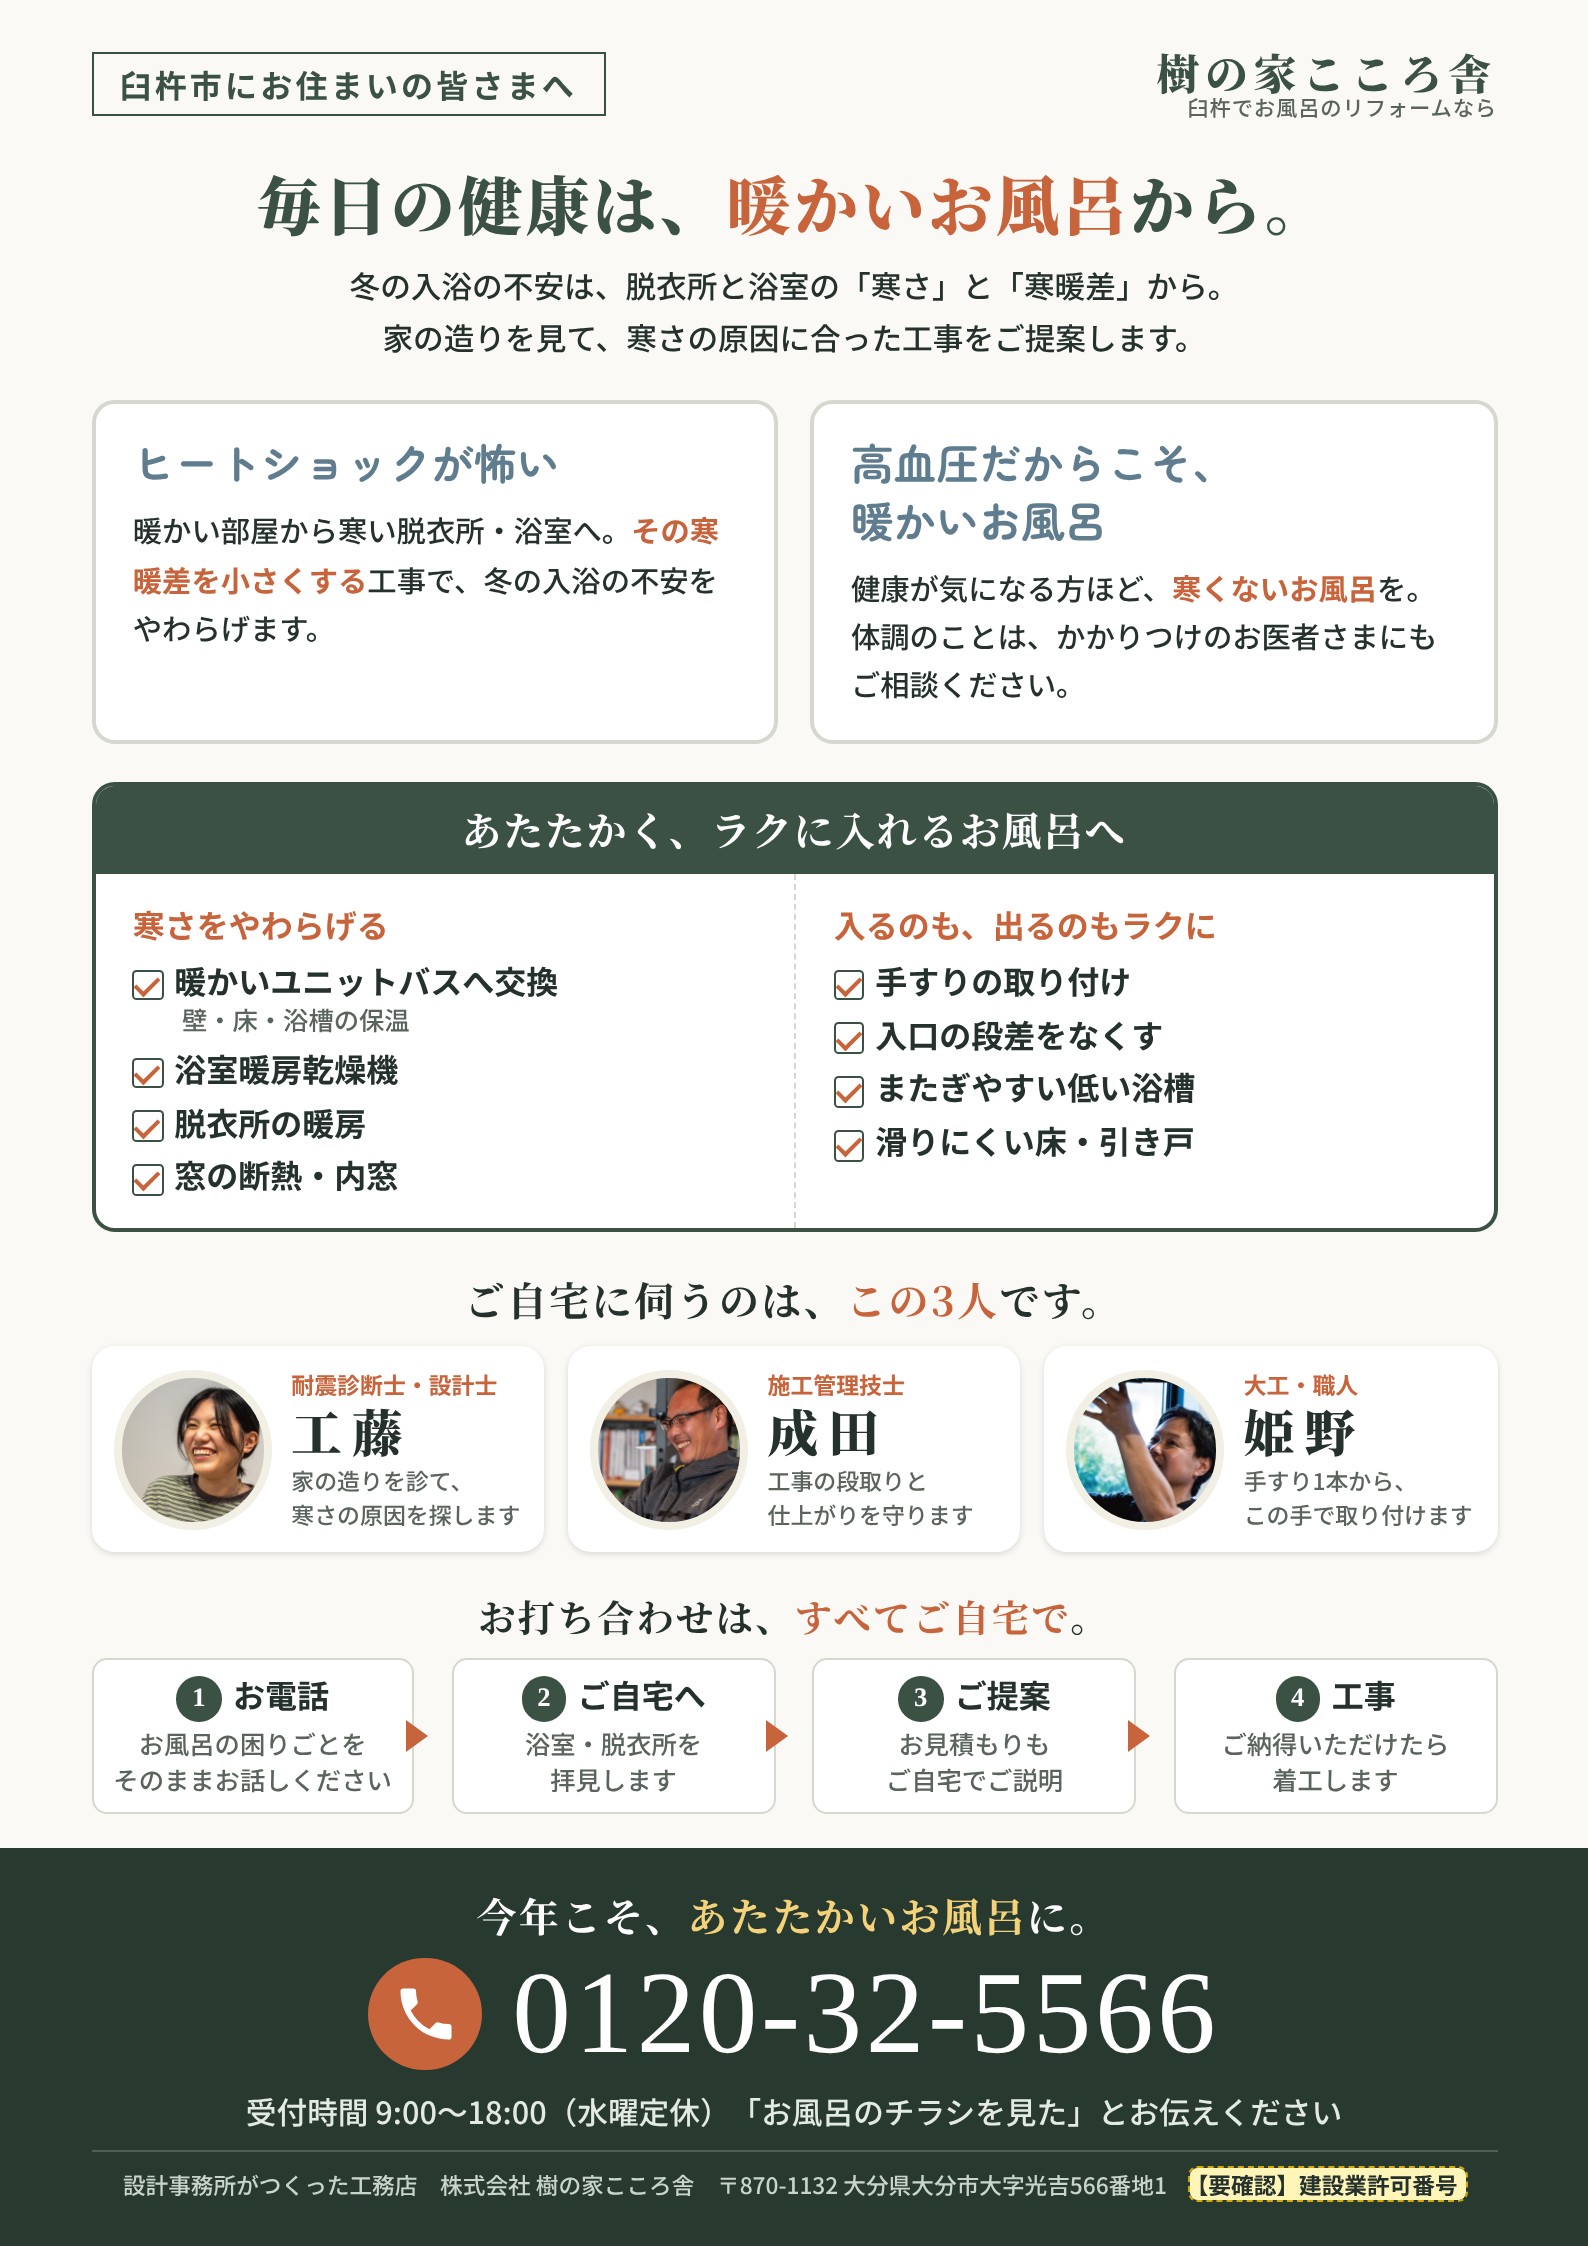 臼杵市にお住まいの皆さまへ
樹の家こころ舎
臼杵でお風呂のリフォームなら
毎日の健康は、暖かいお風呂から。
冬の入浴の不安は、脱衣所と浴室の「寒さ」と「寒暖差」から。
家の造りを見て、寒さの原因に合った工事をご提案します。
ヒートショックが怖い
暖かい部屋から寒い脱衣所・浴室へ。その寒
暖差を小さくする工事で、冬の入浴の不安を
やわらげます。
高血圧だからこそ、
暖かいお風呂
健康が気になる方ほど、寒くないお風呂を。
体調のことは、かかりつけのお医者さまにも
ご相談ください。
あたたかく、ラクに入れるお風呂へ
寒さをやわらげる
暖かいユニットバスへ交換
壁・床・浴槽の保温
浴室暖房乾燥機
脱衣所の暖房
窓の断熱・内窓
入るのも、出るのもラクに
手すりの取り付け
入口の段差をなくす
またぎやすい低い浴槽
滑りにくい床・引き戸
ご自宅に伺うのは、この3人です。
耐震診断士・設計士
工藤
家の造りを診て、
寒さの原因を探します
施工管理技士
成田
工事の段取りと
仕上がりを守ります
大工・職人
姫野
手すり1本から、
この手で取り付けます
お打ち合わせは、すべてご自宅で。
1 お電話
お風呂の困りごとを
そのままお話しください
2 ご自宅へ
浴室・脱衣所を
拝見します
3 ご提案
お見積もりも
ご自宅でご説明
4 工事
ご納得いただけたら
着工します
今年こそ、あたたかいお風呂に。
0120-32-5566
受付時間 9:00〜18:00（水曜定休）「お風呂のチラシを見た」とお伝えください
設計事務所がつくった工務店　株式会社 樹の家こころ舎　〒870-1132 大分県大分市大字光吉566番地1　【要確認】建設業許可番号